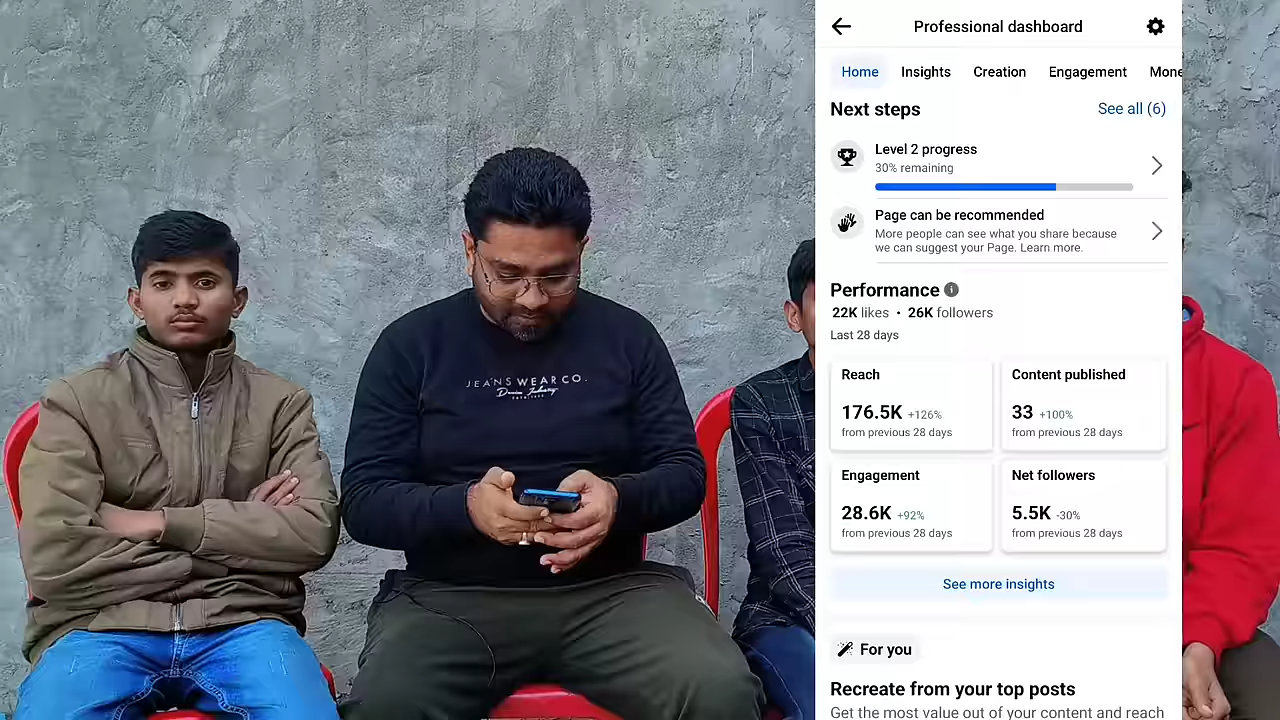 JEANS WEAR CO.
Professional dashboard
Home Insights Creation Engagement Mone
Next steps See all (6)
Level 2 progress
30% remaining
Page can be recommended
More people can see what you share because
we can suggest your Page. Learn more.
Performance
22K likes • 26K followers
Last 28 days
Reach Content published
176.5K +126% 33 +100%
from previous 28 days from previous 28 days
Engagement Net followers
28.6K +92% 5.5K -30%
from previous 28 days from previous 28 days
See more insights
For you
Recreate from your top posts
Get the most value out of your content and reach